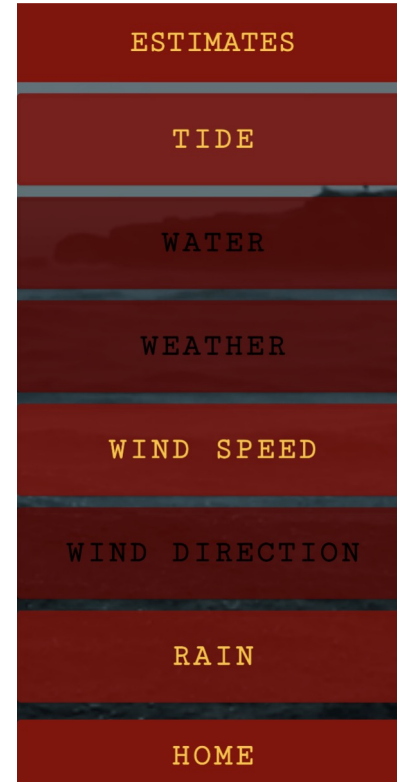 ESTIMATES
TIDE
WATER
WEATHER
WIND SPEED
WIND DIRECTION
RAIN
HOME